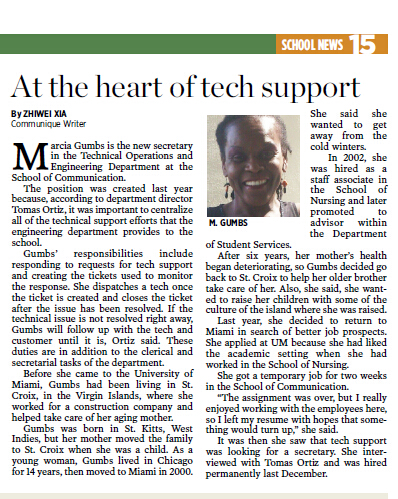 SCHOOL NEWS 15
At the heart of tech support
By ZHIWEI XIA
Communique Writer
Marcia Gumbs is the new secretary
in the Technical Operations and
Engineering Department at the
School of Communication.
The position was created last year
because, according to department director
Tomas Ortiz, it was important to centralize
all of the technical support efforts that the
engineering department provides to the
school.
Gumbs' responsibilities include
responding to requests for tech support
and creating the tickets used to monitor
the response. She dispatches a tech once
the ticket is created and closes the ticket
after the issue has been resolved. If the
technical issue is not resolved right away,
Gumbs will follow up with the tech and
customer until it is, Ortiz said. These
duties are in addition to the clerical and
secretarial tasks of the department.
Before she came to the University of
Miami, Gumbs had been living in St.
Croix, in the Virgin Islands, where she
worked for a construction company and
helped take care of her aging mother.
Gumbs was born in St. Kitts, West
Indies, but her mother moved the family
to St. Croix when she was a child. As a
young woman, Gumbs lived in Chicago
for 14 years, then moved to Miami in 2000.
M. GUMBS
She said she
wanted to get
away from the
cold winters.
In 2002, she
was hired as a
staff associate in
the School of
Nursing and later
promoted to
advisor within
the Department
of Student Services.
After six years, her mother's health
began deteriorating, so Gumbs decided go
back to St. Croix to help her older brother
take care of her. Also, she said, she want-
ed to raise her children with some of the
culture of the island where she was raised.
Last year, she decided to return to
Miami in search of better job prospects.
She applied at UM because she had liked
the academic setting when she had
worked in the School of Nursing.
She got a temporary job for two weeks
in the School of Communication.
“The assignment was over, but I really
enjoyed working with the employees here,
so I left my resume with hopes that some-
thing would turn up,” she said.
It was then she saw that tech support
was looking for a secretary. She inter-
viewed with Tomas Ortiz and was hired
permanently last December.